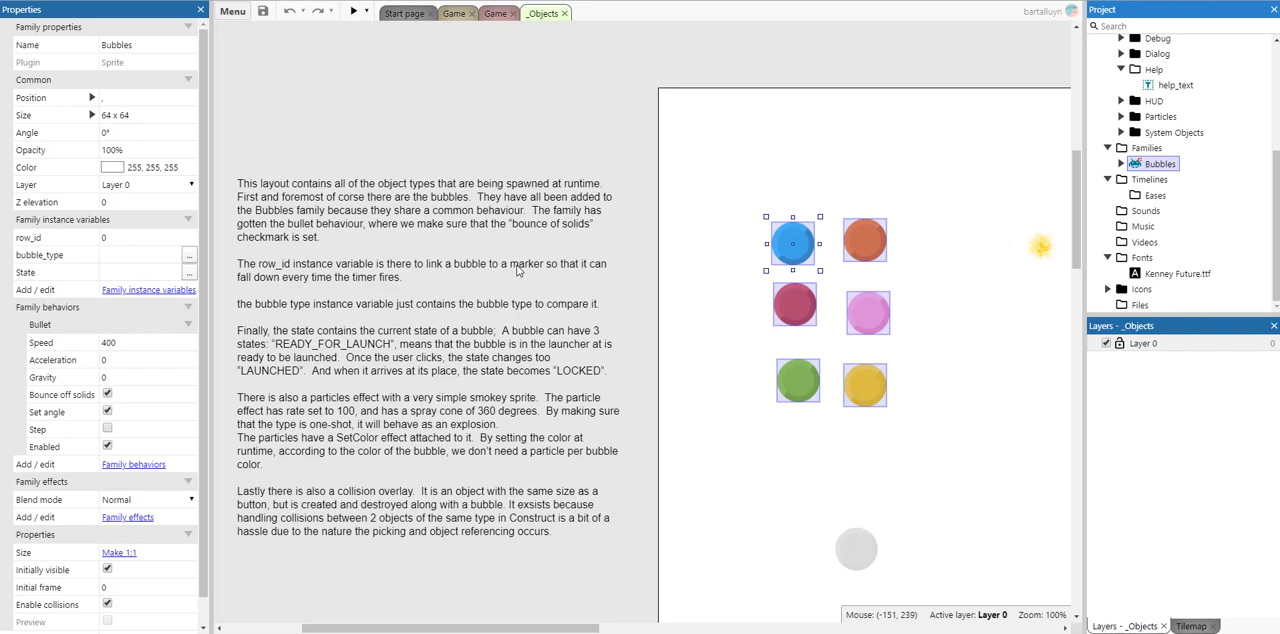 Properties
Menu
Start page
Game
Game
_Objects
bartalluyn
Project
Family properties
Name Bubbles
Plugin Sprite
Common
Position ,
Size 64 x 64
Angle 0°
Opacity 100%
Color 255, 255, 255
Layer Layer 0
Z elevation 0
Family instance variables
row_id 0
bubble_type ...
State ...
Add / edit Family instance variables
Family behaviors
Bullet
Speed 400
Acceleration 0
Gravity 0
Bounce off solids
Set angle
Step
Enabled
Add / edit Family behaviors
Family effects
Blend mode Normal
Add / edit Family effects
Properties
Size Make 1:1
Initially visible
Initial frame 0
Enable collisions
Preview
This layout contains all of the object types that are being spawned at runtime.
First and foremost of corse there are the bubbles. They have all been added to
the Bubbles family because they share a common behaviour. The family has
gotten the bullet behaviour, where we make sure that the "bounce of solids"
checkmark is set.
The row_id instance variable is there to link a bubble to a marker so that it can
fall down every time the timer fires.
the bubble type instance variable just contains the bubble type to compare it.
Finally, the state contains the current state of a bubble; A bubble can have 3
states: "READY_FOR_LAUNCH", means that the bubble is in the launcher at is
ready to be launched. Once the user clicks, the state changes too
"LAUNCHED". And when it arrives at its place, the state becomes "LOCKED".
There is also a particles effect with a very simple smokey sprite. The particle
effect has rate set to 100, and has a spray cone of 360 degrees. By making sure
that the type is one-shot, it will behave as an explosion.
The particles have a SetColor effect attached to it. By setting the color at
runtime, according to the color of the bubble, we don't need a particle per bubble
color.
Lastly there is also a collision overlay. It is an object with the same size as a
button, but is created and destroyed along with a bubble. It exsists because
handling collisions between 2 objects of the same type in Construct is a bit of a
hassle due to the nature the picking and object referencing occurs.
Mouse: (-151, 239) Active layer: Layer 0 Zoom: 100%
Search
Debug
Dialog
Help
T help_text
HUD
Particles
System Objects
Families
Bubbles
Timelines
Eases
Sounds
Music
Videos
Fonts
A Kenney Future.ttf
Icons
Files
Layers - _Objects
Layer 0 0
Layers - _Objects
Tilemap